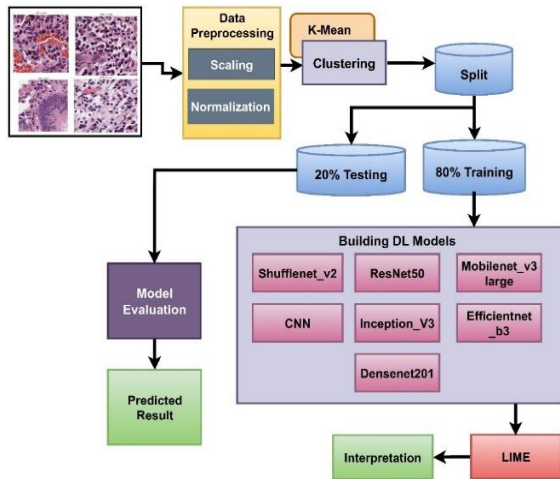 Data
Preprocessing
Scaling
Normalization
K-Mean
Clustering
Split
20% Testing
80% Training
Building DL Models
Shufflenet_v2
ResNet50
Mobilenet_v3
large
CNN
Inception_V3
Efficientnet
_b3
Densenet201
Model
Evaluation
Predicted
Result
Interpretation
LIME